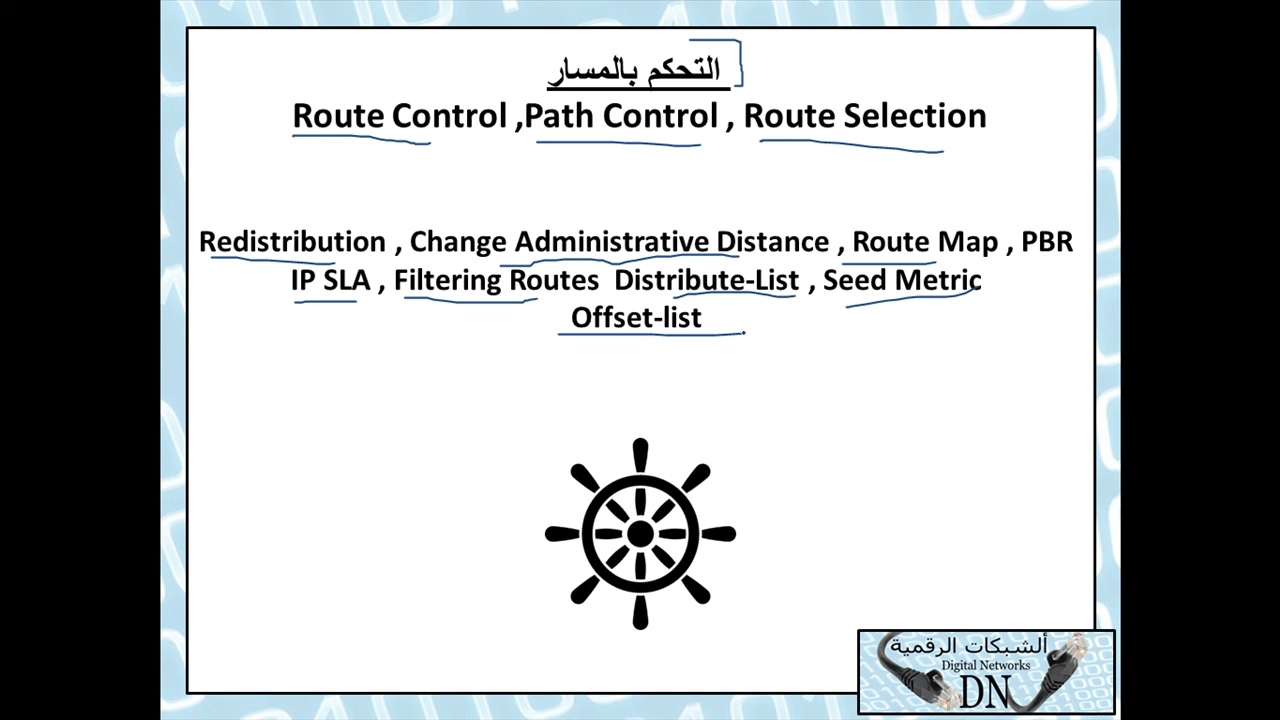 التحكم بالمسار
Route Control ,Path Control , Route Selection
Redistribution , Change Administrative Distance , Route Map , PBR
IP SLA , Filtering Routes Distribute-List , Seed Metric
Offset-list
ألشبكات الرقمية
Digital Networks
DN